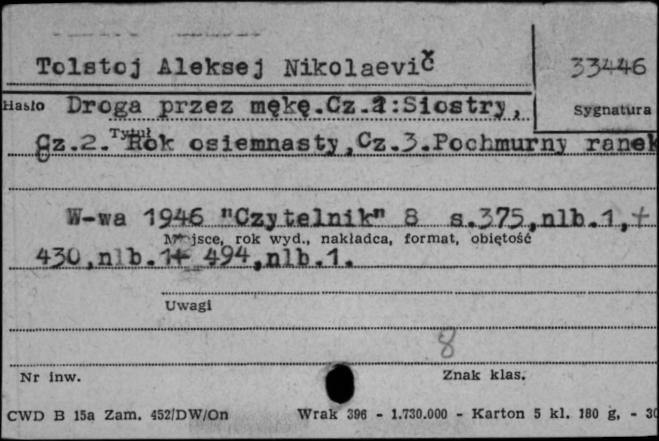 Tolstoj Aleksej Nikolaevič
33446
Hasło Droga przez mękę.Cz.1:Siostry,
Sygnatura
Cz.2. Tytuł Rok osiemnasty,Cz.3.Pochmurny ranek
W-wa 1946 "Czytelnik" 8 s.375,nlb.1,+
Miejsce, rok wyd., nakładca, format, objętość
430,nlb.1+ 494,nlb.1.
Uwagi
8
Nr inw.
Znak klas.
CWD B 15a Zam. 452/DW/On Wrak 396 - 1.730.000 - Karton 5 kl. 180 g, - 30